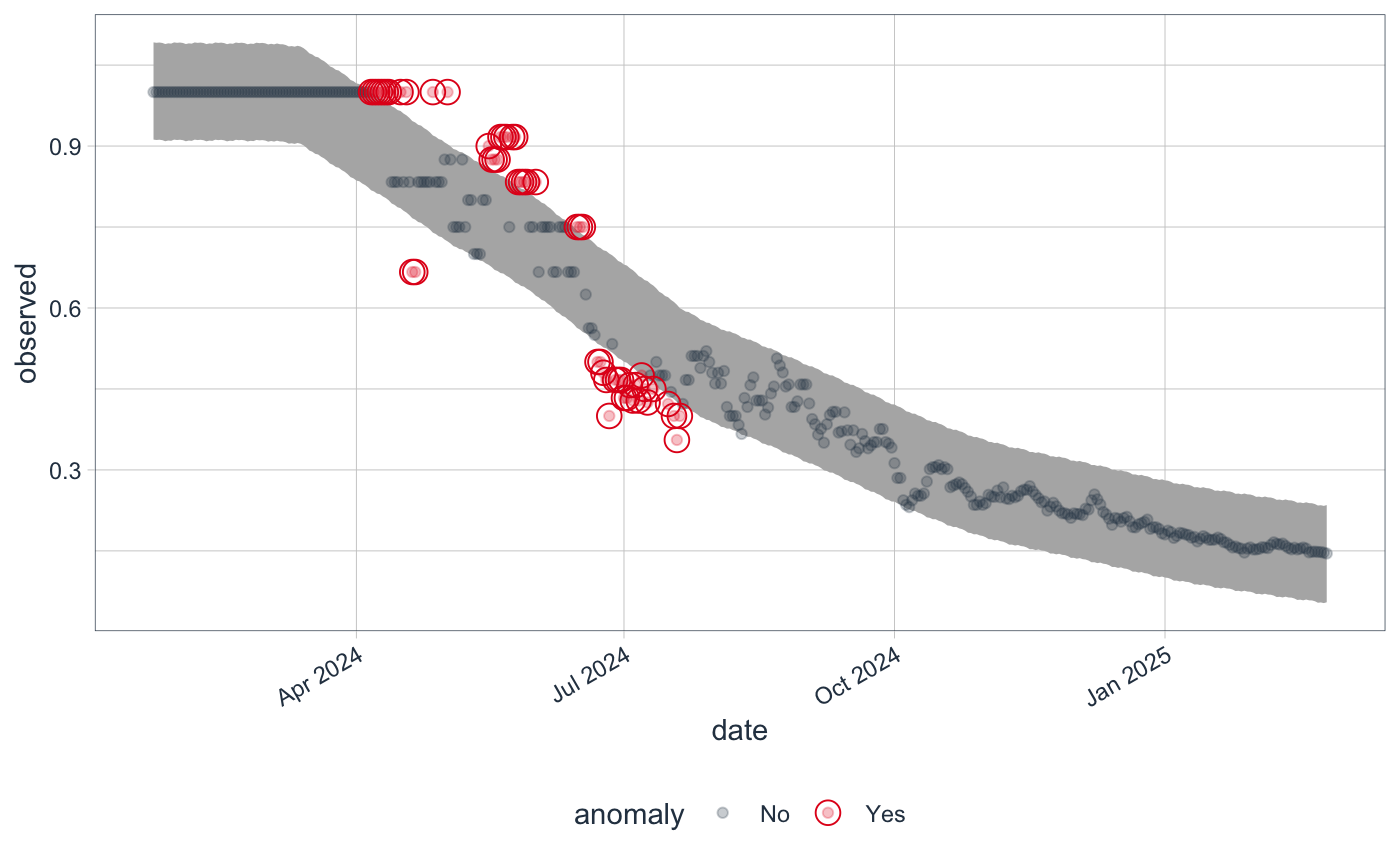 observed
0.9
0.6
0.3
Apr 2024
Jul 2024
Oct 2024
Jan 2025
date
anomaly No Yes